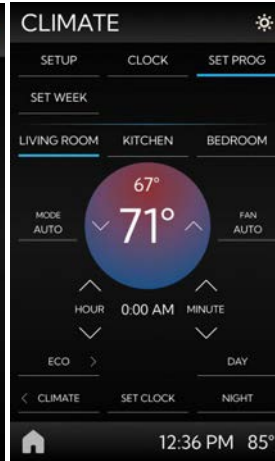 CLIMATE
SETUP CLOCK SET PROG
SET WEEK
LIVING ROOM KITCHEN BEDROOM
67°
MODE AUTO 71° FAN AUTO
HOUR 0:00 AM MINUTE
ECO > DAY
< CLIMATE SET CLOCK NIGHT
12:36 PM 85°